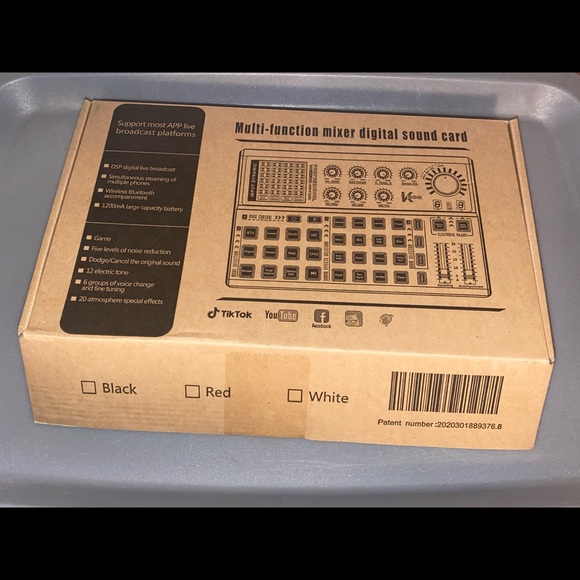 Support most APP live
broadcast platforms
DSP digital live broadcast
Simultaneous steaming of
multiple phones
Wireless Bluetooth
accompaniment
1200mA large-capacity battery
Game
Five levels of noise reduction
Dodge/Cancel the original sound
12 electric tone
6 groups of voice change
and fine tuning
20 atmosphere special effects
Multi-function mixer digital sound card
TikTok YouTube facebook
Black Red White
Patent number:2020301889376.8